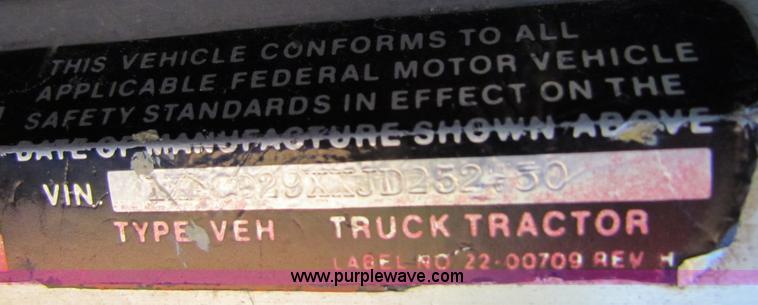 THIS VEHICLE CONFORMS TO ALL
APPLICABLE FEDERAL MOTOR VEHICLE
SAFETY STANDARDS IN EFFECT ON THE
DATE OF MANUFACTURE SHOWN ABOVE
VIN
TYPE VEH TRUCK TRACTOR
LABEL NO 22-00709 REV H
www.purplewave.com